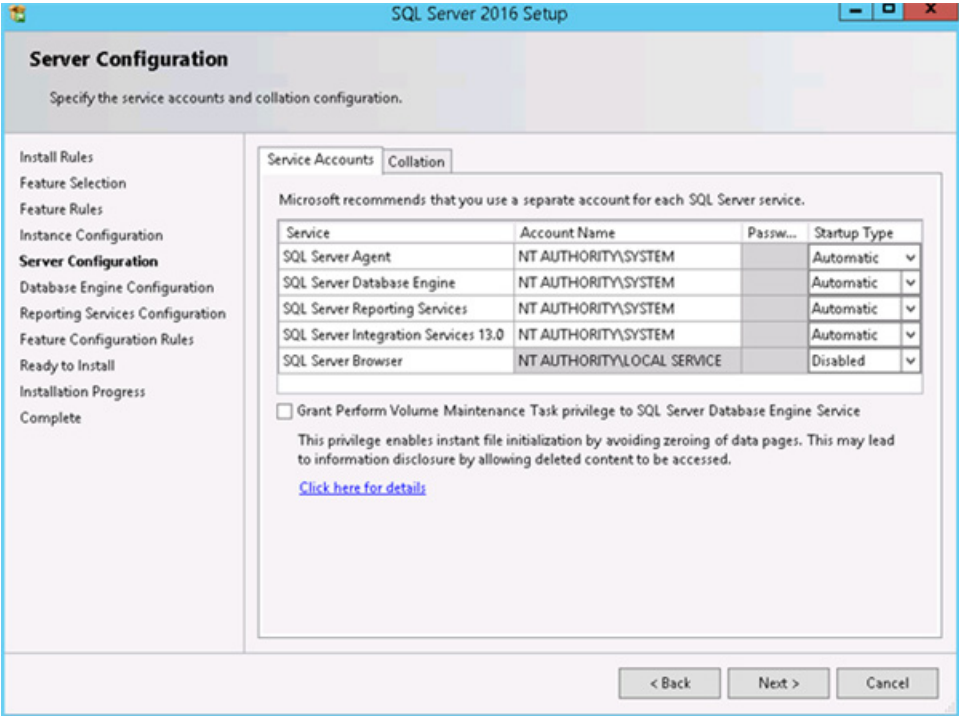 SQL Server 2016 Setup
Server Configuration
Specify the service accounts and collation configuration.
Install Rules
Feature Selection
Feature Rules
Instance Configuration
Server Configuration
Database Engine Configuration
Reporting Services Configuration
Feature Configuration Rules
Ready to Install
Installation Progress
Complete
Service Accounts Collation
Microsoft recommends that you use a separate account for each SQL Server service.
Service Account Name Passw... Startup Type
SQL Server Agent NT AUTHORITY\SYSTEM Automatic
SQL Server Database Engine NT AUTHORITY\SYSTEM Automatic
SQL Server Reporting Services NT AUTHORITY\SYSTEM Automatic
SQL Server Integration Services 13.0 NT AUTHORITY\SYSTEM Automatic
SQL Server Browser NT AUTHORITY\LOCAL SERVICE Disabled
Grant Perform Volume Maintenance Task privilege to SQL Server Database Engine Service
This privilege enables instant file initialization by avoiding zeroing of data pages. This may lead
to information disclosure by allowing deleted content to be accessed.
Click here for details
< Back Next > Cancel